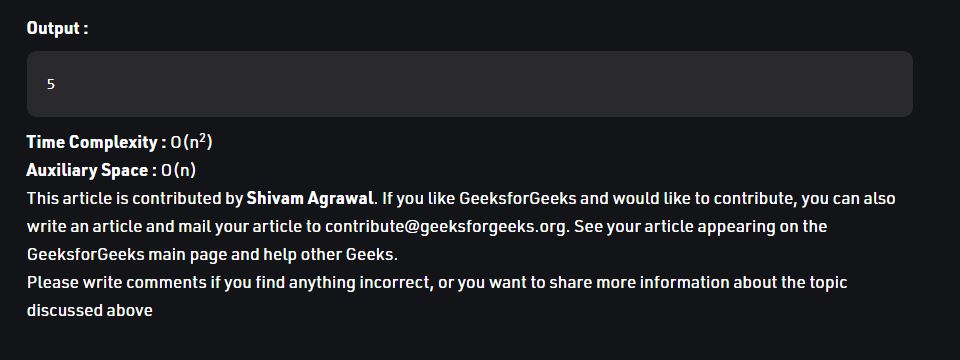 Output :
5
Time Complexity : O(n²)
Auxiliary Space : O(n)
This article is contributed by Shivam Agrawal. If you like GeeksforGeeks and would like to contribute, you can also
write an article and mail your article to contribute@geeksforgeeks.org. See your article appearing on the
GeeksforGeeks main page and help other Geeks.
Please write comments if you find anything incorrect, or you want to share more information about the topic
discussed above